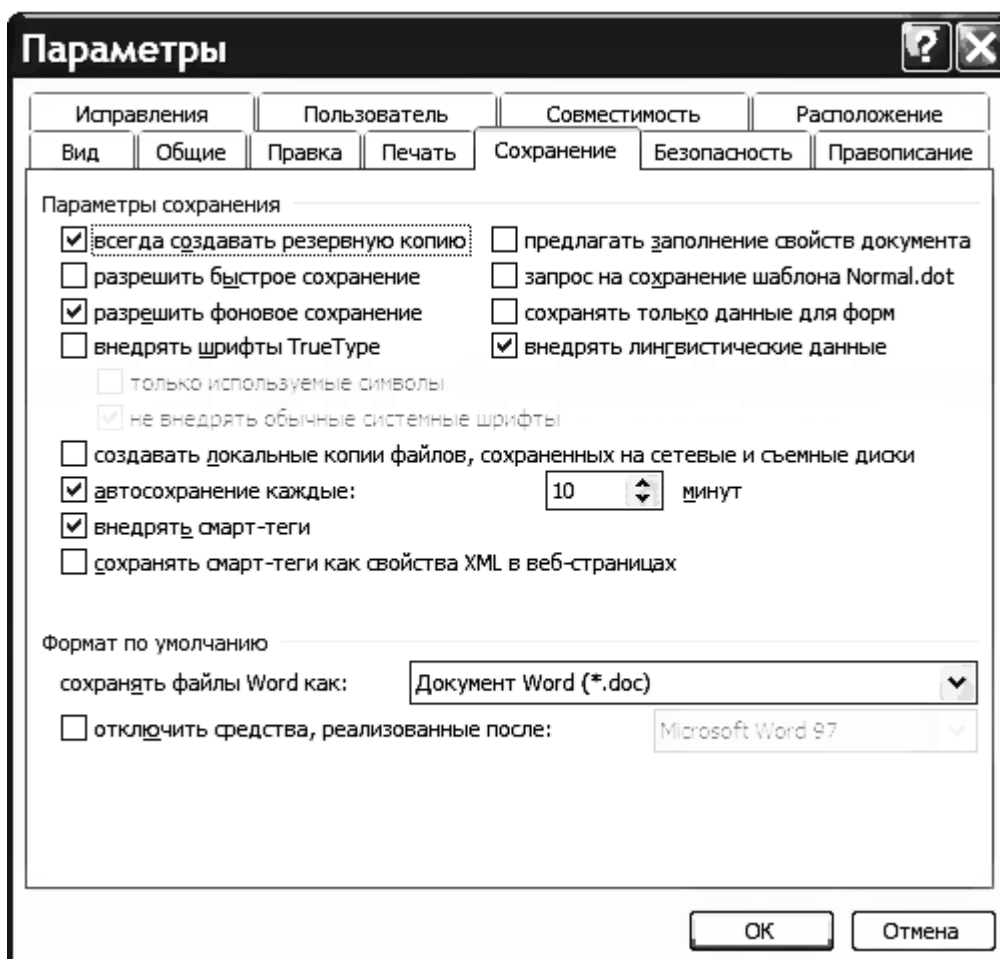 Параметры
Исправления Пользователь Совместимость Расположение
Вид Общие Правка Печать Сохранение Безопасность Правописание
Параметры сохранения
всегда создавать резервную копию предлагать заполнение свойств документа
разрешить быстрое сохранение запрос на сохранение шаблона Normal.dot
разрешить фоновое сохранение сохранять только данные для форм
внедрять шрифты TrueType внедрять лингвистические данные
только используемые символы
не внедрять обычные системные шрифты
создавать локальные копии файлов, сохраненных на сетевые и съемные диски
автосохранение каждые: 10 минут
внедрять смарт-теги
сохранять смарт-теги как свойства XML в веб-страницах
Формат по умолчанию
сохранять файлы Word как: Документ Word (*.doc)
отключить средства, реализованные после: Microsoft Word 97
ОК Отмена